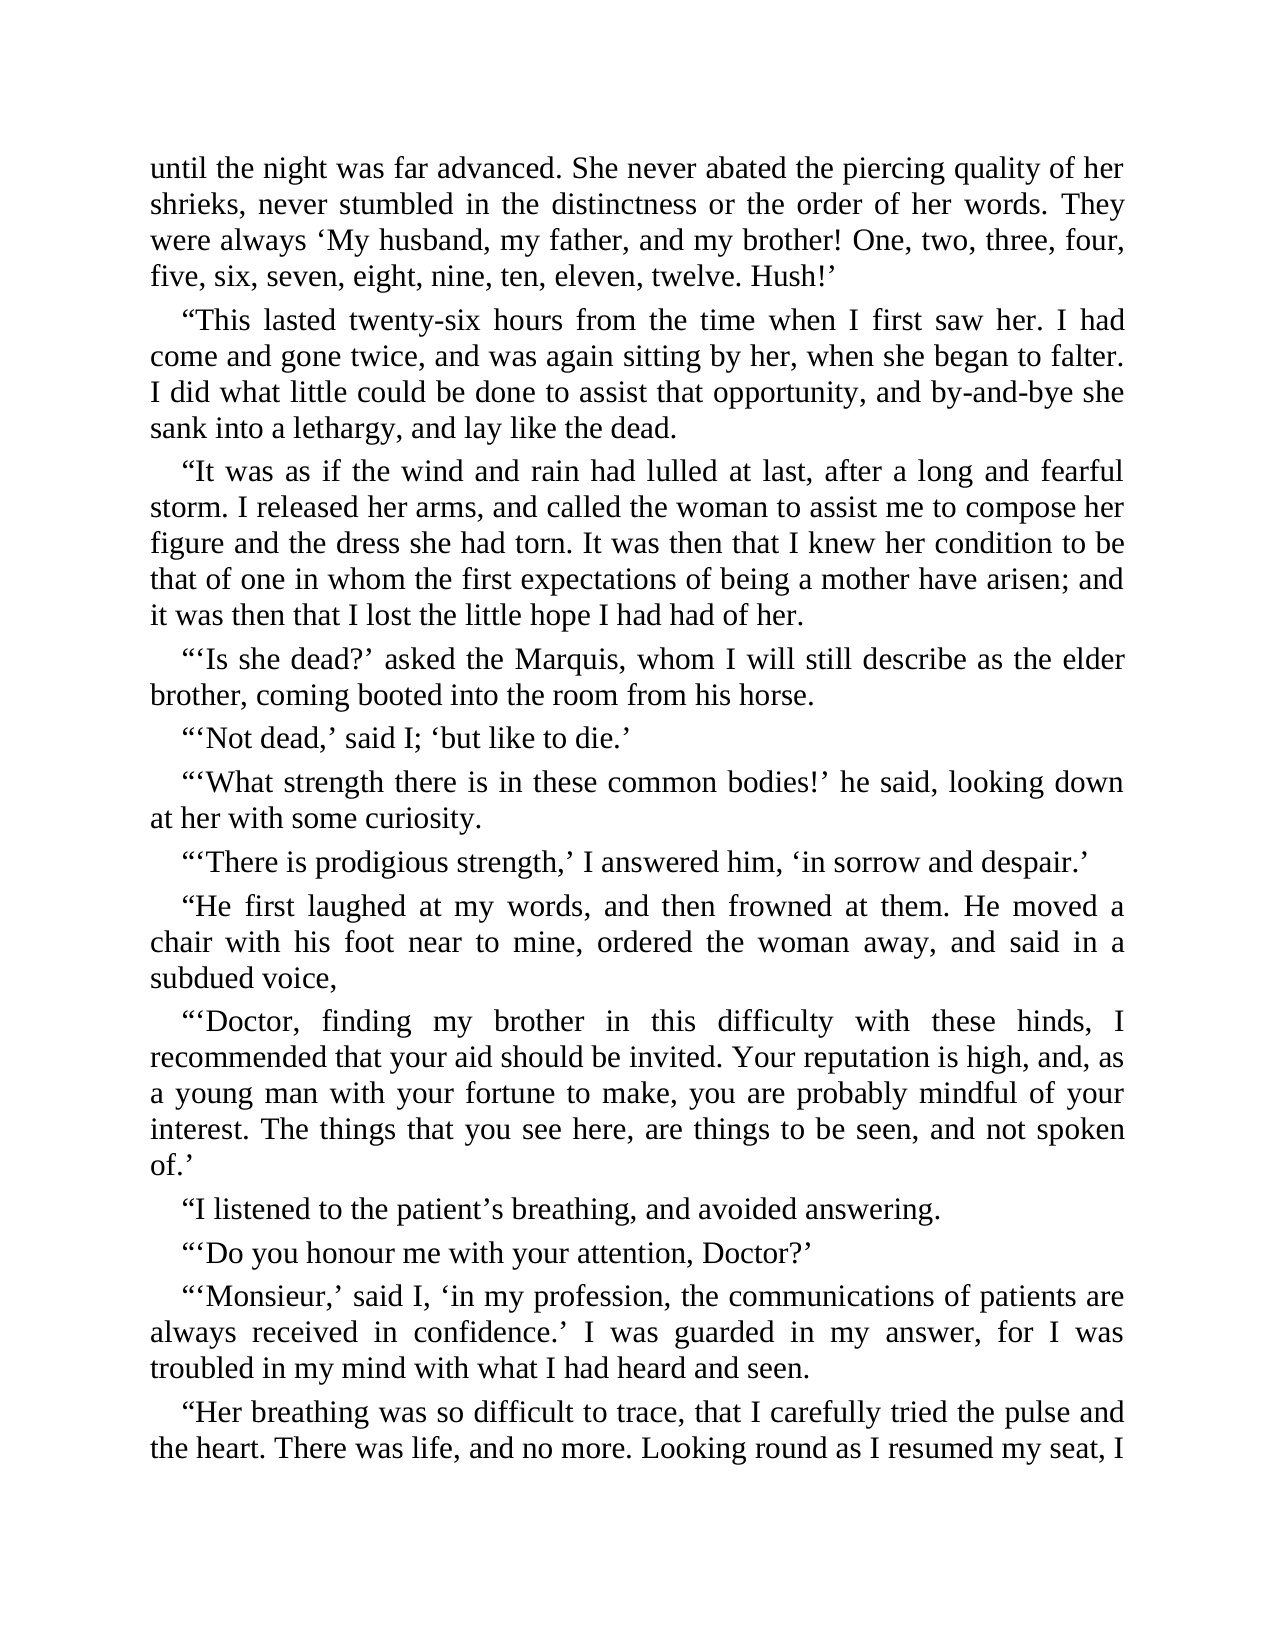 until the night was far advanced. She never abated the piercing quality of her
shrieks, never stumbled in the distinctness or the order of her words. They
were always ‘My husband, my father, and my brother! One, two, three, four,
five, six, seven, eight, nine, ten, eleven, twelve. Hush!’
“This lasted twenty-six hours from the time when I first saw her. I had
come and gone twice, and was again sitting by her, when she began to falter.
I did what little could be done to assist that opportunity, and by-and-bye she
sank into a lethargy, and lay like the dead.
“It was as if the wind and rain had lulled at last, after a long and fearful
storm. I released her arms, and called the woman to assist me to compose her
figure and the dress she had torn. It was then that I knew her condition to be
that of one in whom the first expectations of being a mother have arisen; and
it was then that I lost the little hope I had had of her.
“‘Is she dead?’ asked the Marquis, whom I will still describe as the elder
brother, coming booted into the room from his horse.
“‘Not dead,’ said I; ‘but like to die.’
“‘What strength there is in these common bodies!’ he said, looking down
at her with some curiosity.
“‘There is prodigious strength,’ I answered him, ‘in sorrow and despair.’
“He first laughed at my words, and then frowned at them. He moved a
chair with his foot near to mine, ordered the woman away, and said in a
subdued voice,
“‘Doctor, finding my brother in this difficulty with these hinds, I
recommended that your aid should be invited. Your reputation is high, and, as
a young man with your fortune to make, you are probably mindful of your
interest. The things that you see here, are things to be seen, and not spoken
of.’
“I listened to the patient’s breathing, and avoided answering.
“‘Do you honour me with your attention, Doctor?’
“‘Monsieur,’ said I, ‘in my profession, the communications of patients are
always received in confidence.’ I was guarded in my answer, for I was
troubled in my mind with what I had heard and seen.
“Her breathing was so difficult to trace, that I carefully tried the pulse and
the heart. There was life, and no more. Looking round as I resumed my seat, I